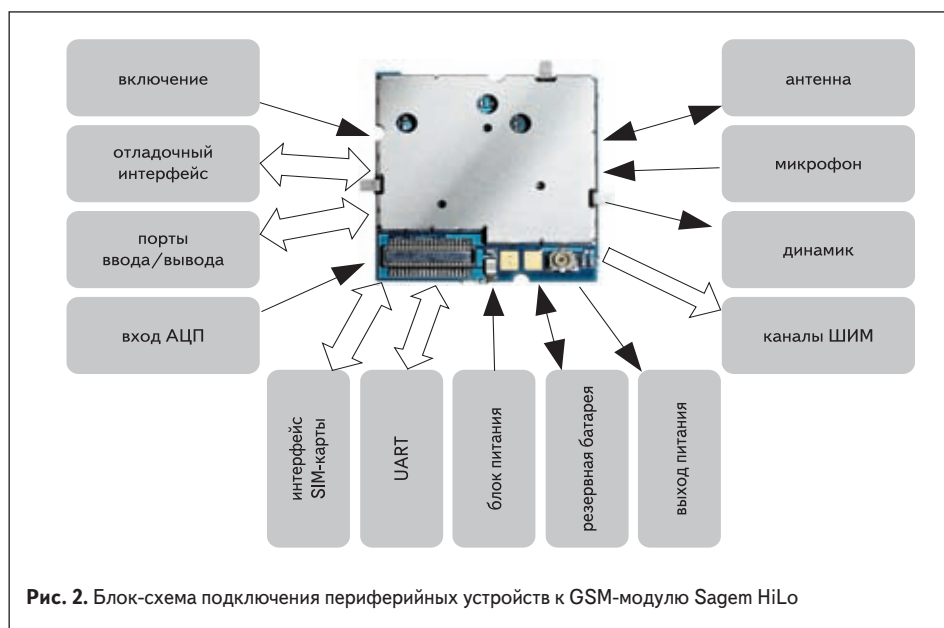 включение
отладочный
интерфейс
порты
ввода/вывода
вход АЦП
антенна
микрофон
динамик
каналы ШИМ
интерфейс
SIM-карты
UART
блок питания
резервная батарея
выход питания
Рис. 2. Блок-схема подключения периферийных устройств к GSM-модулю Sagem HiLo